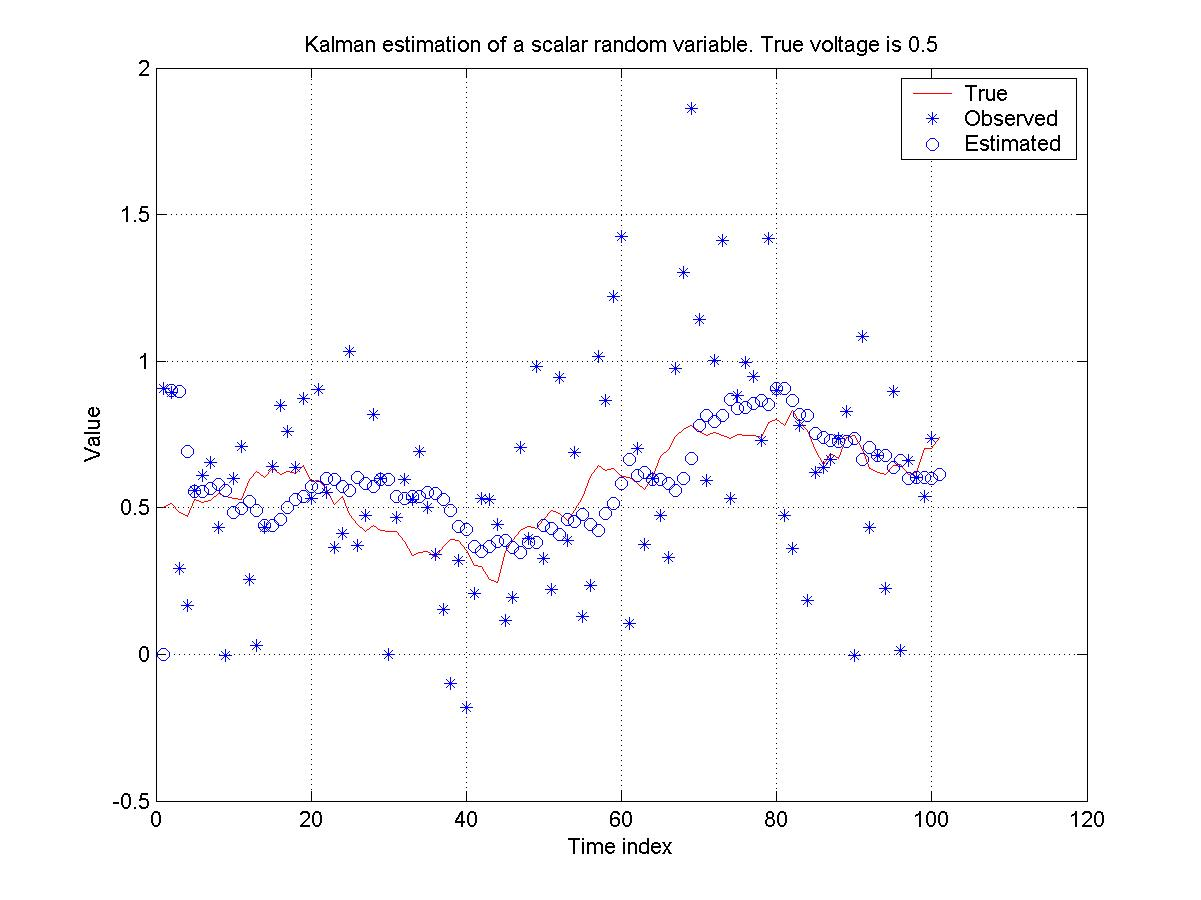 Kalman estimation of a scalar random variable. True voltage is 0.5
2
1.5
1
0.5
0
-0.5
Value
True
Observed
Estimated
0 20 40 60 80 100 120
Time index